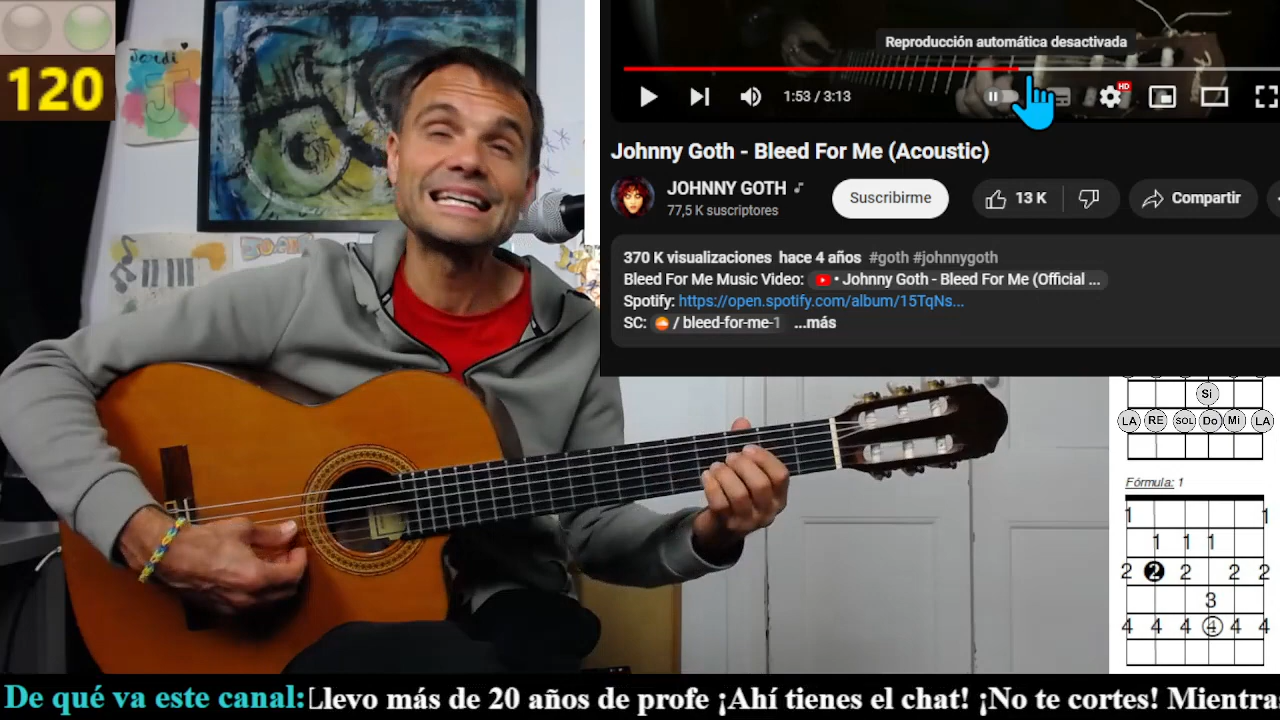 Jordi
J
120
Reproducción automática desactivada
1:53 / 3:13
HD
Johnny Goth - Bleed For Me (Acoustic)
JOHNNY GOTH
77,5 K suscriptores
Suscribirme
13 K
Compartir
370 K visualizaciones hace 4 años #goth #johnnygoth
Bleed For Me Music Video: • Johnny Goth - Bleed For Me (Official ...
Spotify: https://open.spotify.com/album/15TqNs...
SC: / bleed-for-me-1 ...más
Si
LA RE SOL Do Mi LA
Fórmula: 1
1 1
1 1 1
2 2 2 2 2
3
4 4 4 4 4 4
De qué va este canal: Llevo más de 20 años de profe ¡Ahí tienes el chat! ¡No te cortes! Mientra